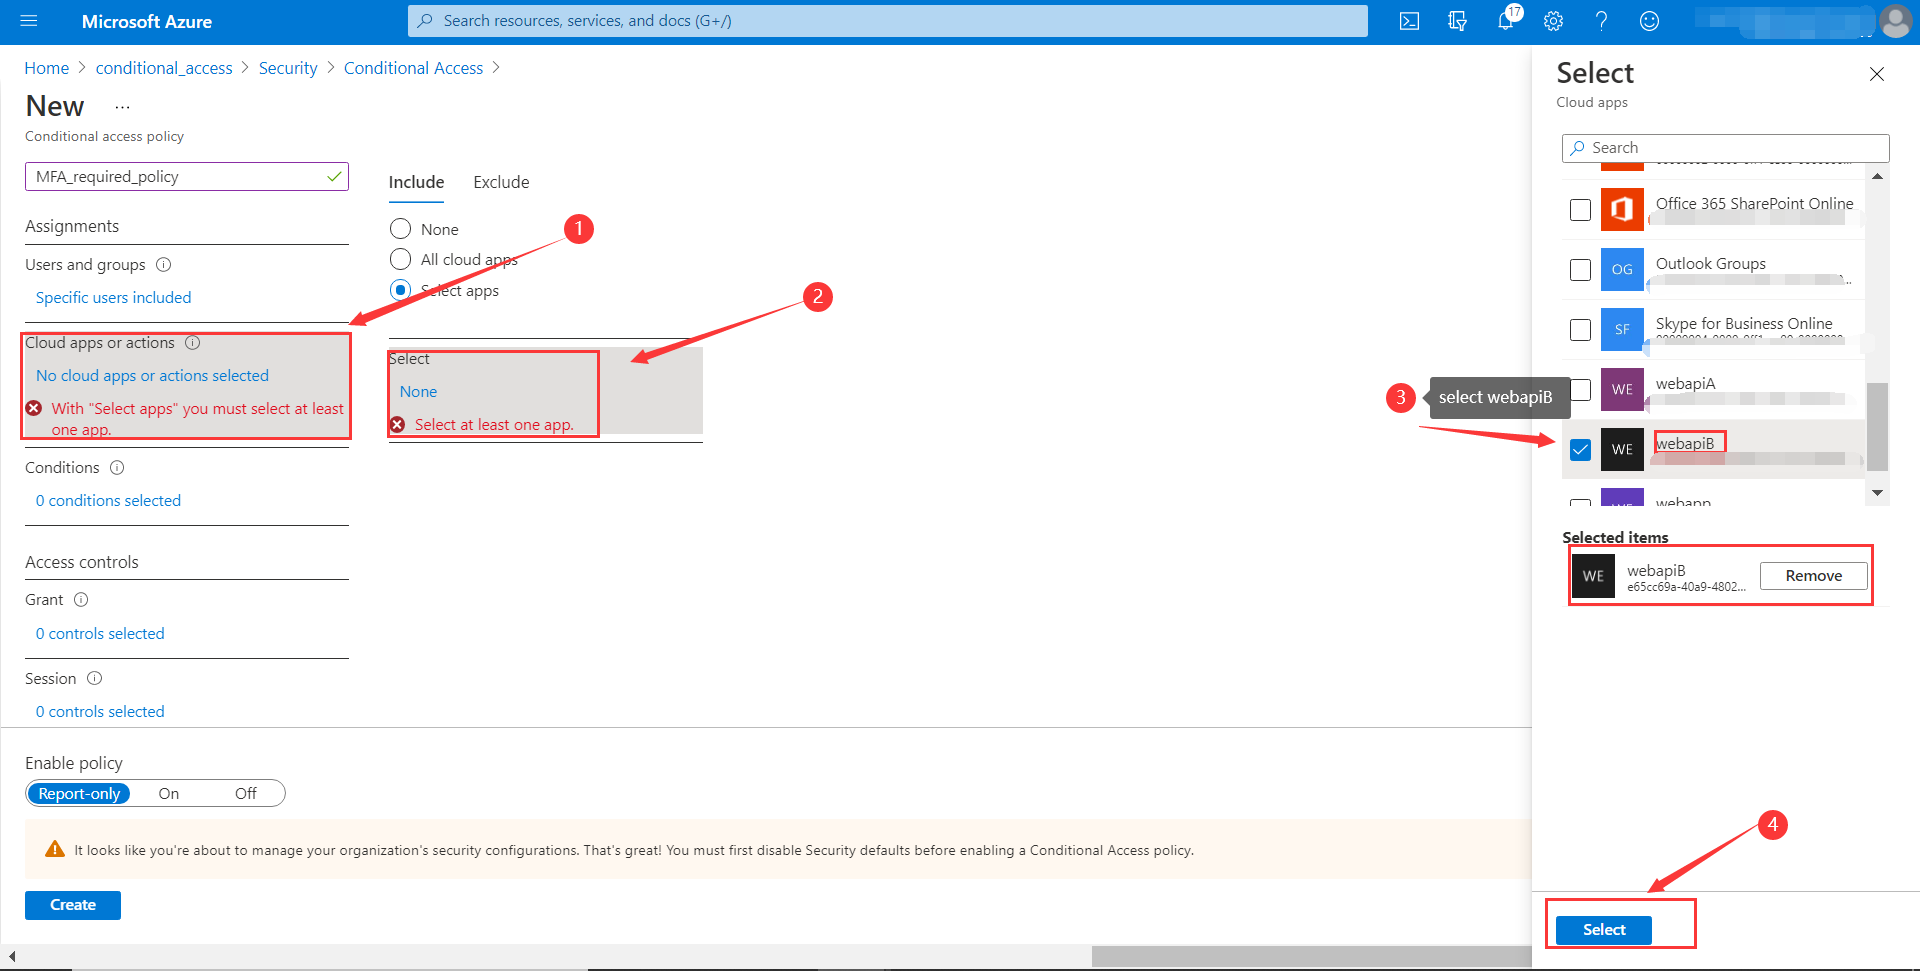 Microsoft Azure
Search resources, services, and docs (G+/)
17
Home > conditional_access > Security > Conditional Access >
New ...
Conditional access policy
MFA_required_policy
Assignments
Users and groups
Specific users included
Cloud apps or actions
No cloud apps or actions selected
With "Select apps" you must select at least
one app.
Conditions
0 conditions selected
Access controls
Grant
0 controls selected
Session
0 controls selected
Include Exclude
None
All cloud apps
Select apps
1
2
Select
None
Select at least one app.
Enable policy
Report-only On Off
It looks like you're about to manage your organization's security configurations. That's great! You must first disable Security defaults before enabling a Conditional Access policy.
Create
Select
Cloud apps
Search
Office 365 SharePoint Online
OG Outlook Groups
SF Skype for Business Online
WE webapiA
3 select webapiB
WE webapiB
webapp
Selected items
WE webapiB
e65cc69a-40a9-4802...
Remove
4
Select